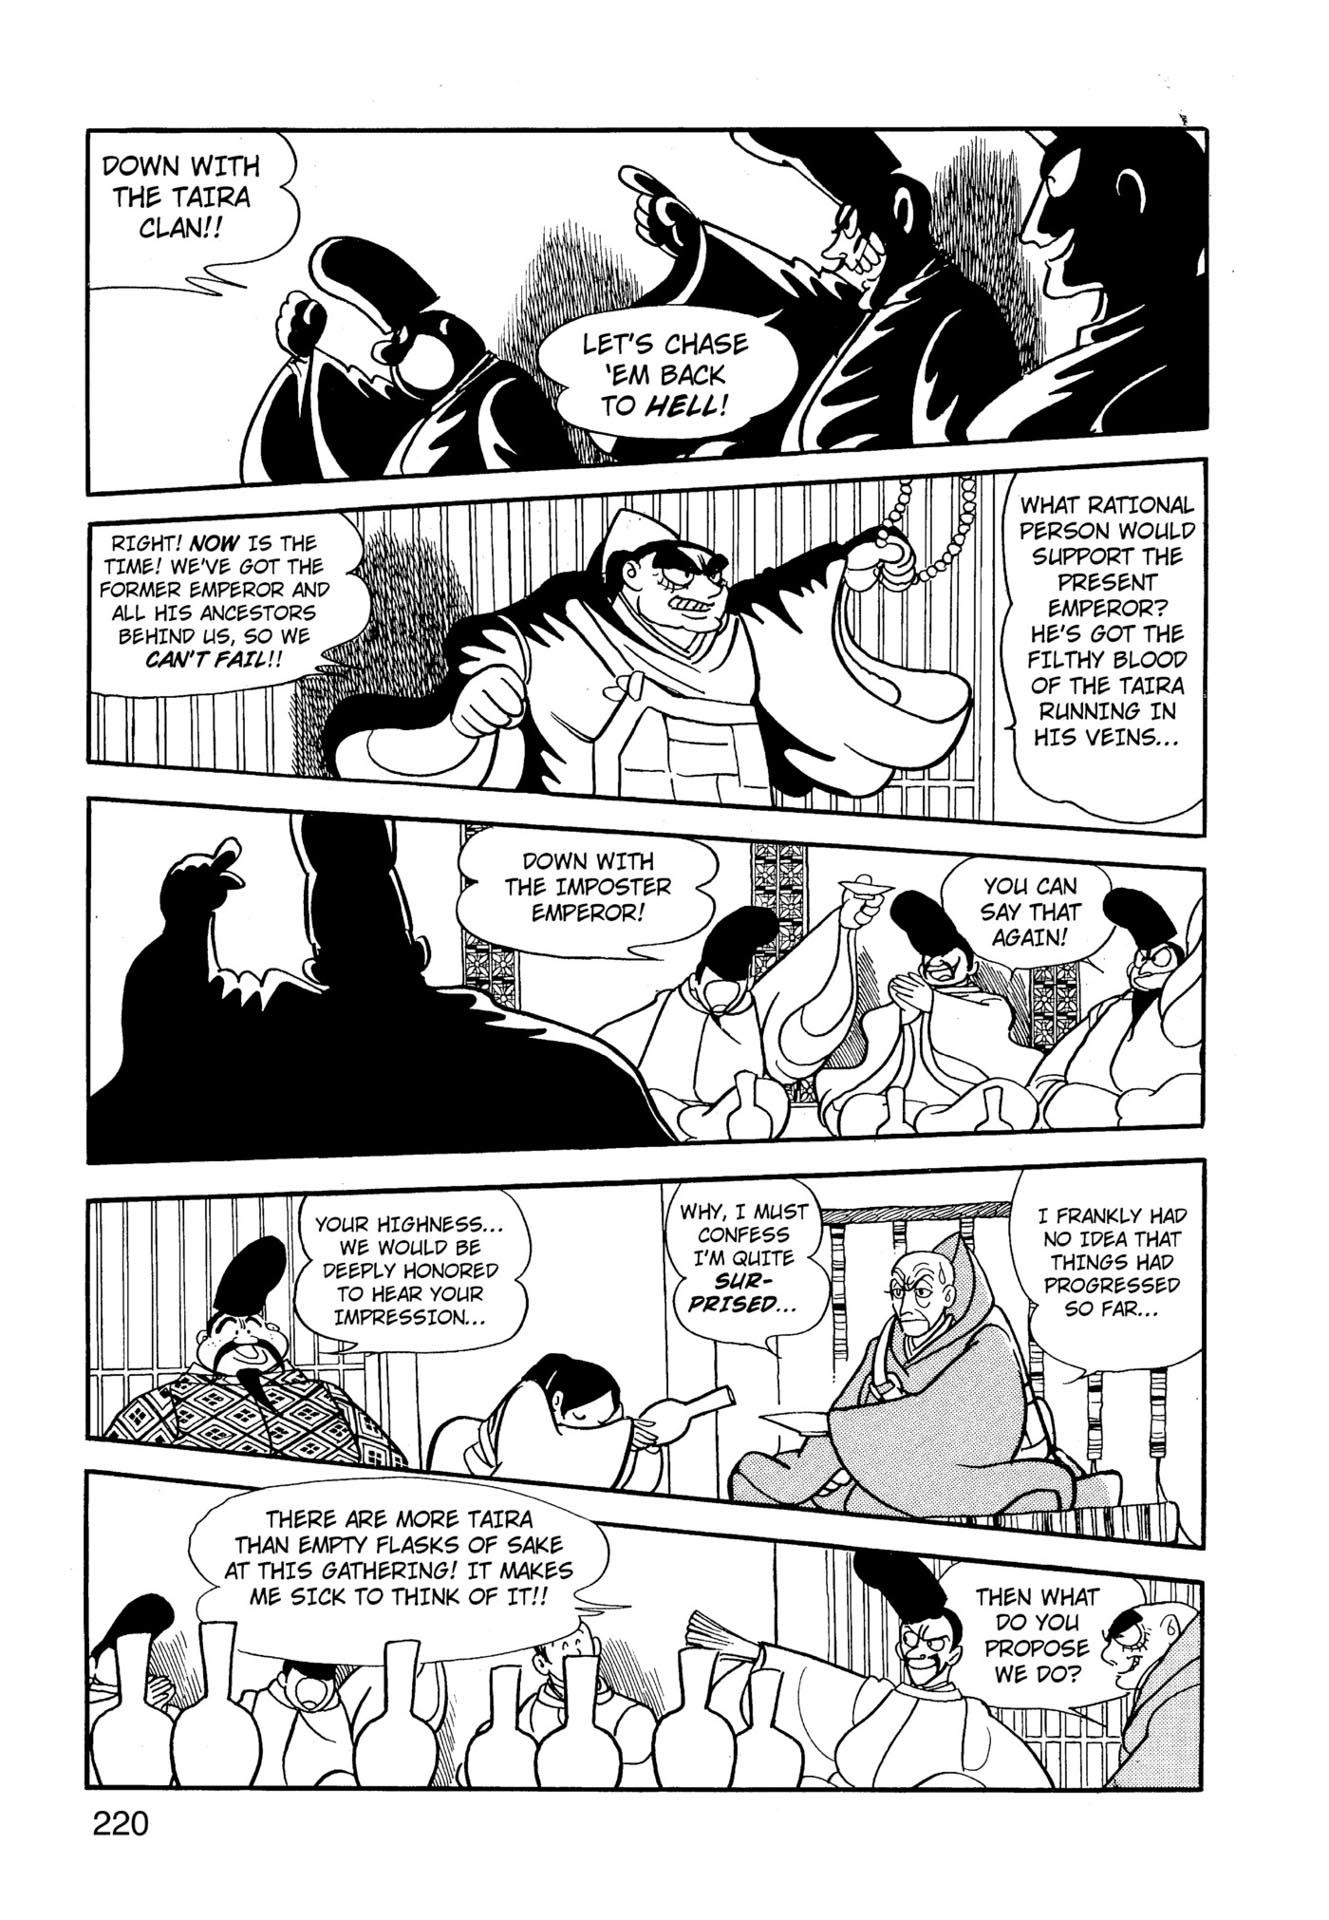 DOWN WITH
THE TAIRA
CLAN!!
LET'S CHASE
'EM BACK
TO HELL!
RIGHT! NOW IS THE
TIME! WE'VE GOT THE
FORMER EMPEROR AND
ALL HIS ANCESTORS
BEHIND US, SO WE
CAN'T FAIL!!
WHAT RATIONAL
PERSON WOULD
SUPPORT THE
PRESENT
EMPEROR?
HE'S GOT THE
FILTHY BLOOD
OF THE TAIRA
RUNNING IN
HIS VEINS...
DOWN WITH
THE IMPOSTER
EMPEROR!
YOU CAN
SAY THAT
AGAIN!
YOUR HIGHNESS...
WE WOULD BE
DEEPLY HONORED
TO HEAR YOUR
IMPRESSION...
WHY, I MUST
CONFESS
I'M QUITE
SUR-
PRISED...
I FRANKLY HAD
NO IDEA THAT
THINGS HAD
PROGRESSED
SO FAR...
THERE ARE MORE TAIRA
THAN EMPTY FLASKS OF SAKE
AT THIS GATHERING! IT MAKES
ME SICK TO THINK OF IT!!
THEN WHAT
DO YOU
PROPOSE
WE DO?
220